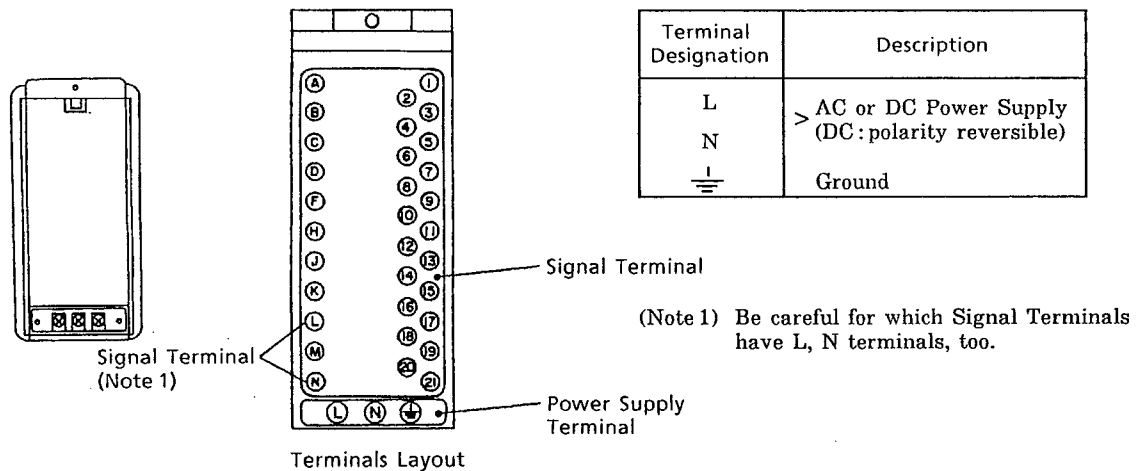 A
B
C
D
F
H
J
K
L
M
N
1
2
3
4
5
6
7
8
9
10
11
12
13
14
15
16
17
18
19
20
21
L N
Signal Terminal
(Note 1)
Signal Terminal
Power Supply
Terminal
Terminals Layout
Terminal
Designation
Description
L
N
> AC or DC Power Supply
(DC : polarity reversible)
Ground
(Note 1) Be careful for which Signal Terminals
have L, N terminals, too.